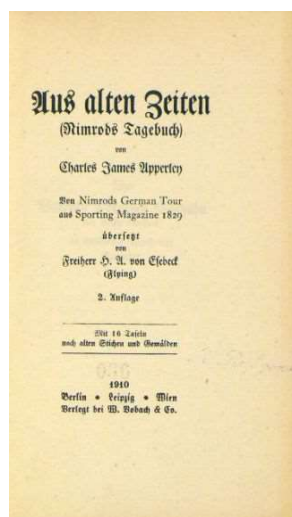 Aus alten Zeiten
(Nimrods Tagebuch)
von
Charles James Apperley
Von Nimrods German Tour
aus Sporting Magazine 1829
übersetzt
von
Freiherr H. A. von Esebeck
(Flying)
2. Auflage
Mit 16 Tafeln
nach alten Stichen und Gemälden
1910
Berlin • Leipzig • Wien
Verlegt bei W. Vobach & Co.